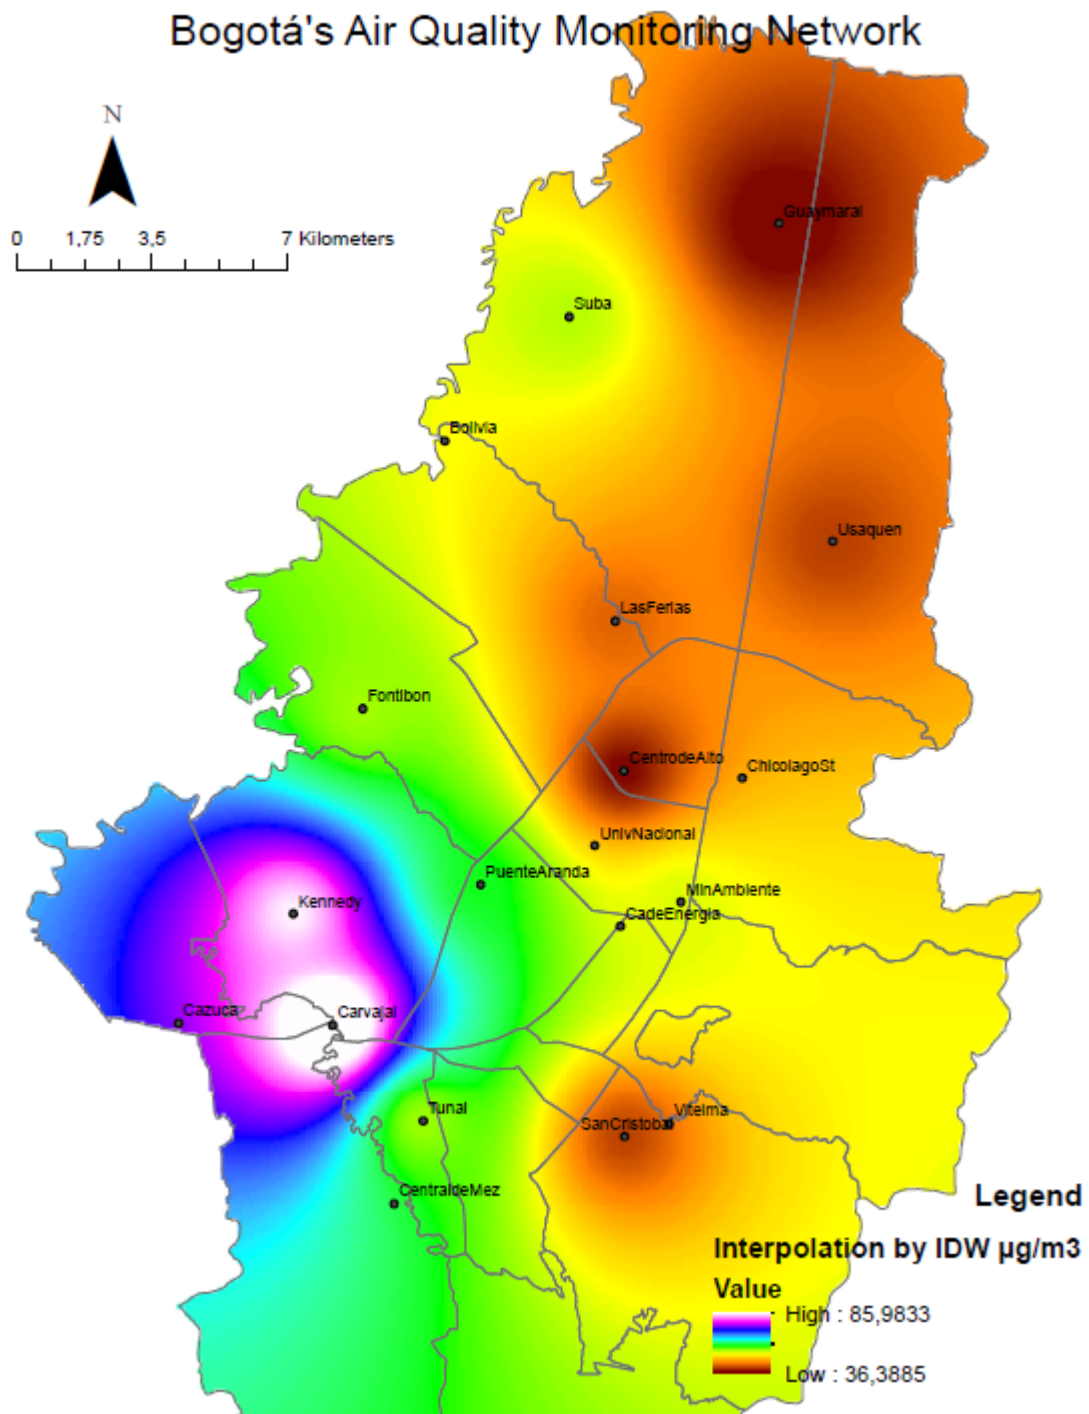 Bogotá's Air Quality Monitoring Network
N
0 1,75 3,5 7 Kilometers
Guaymaral
Suba
Bolivia
Usaquen
LasFerias
Fontibon
CentrodeAlto
ChicolagoSt
UnivNacional
PuenteAranda
MinAmbiente
Kennedy
CadeEnergia
Cazuca
Carvajal
Tunal
Vitelma
SanCristobal
CentraldeMez
Legend
Interpolation by IDW µg/m3
Value
High : 85,9833
Low : 36,3885